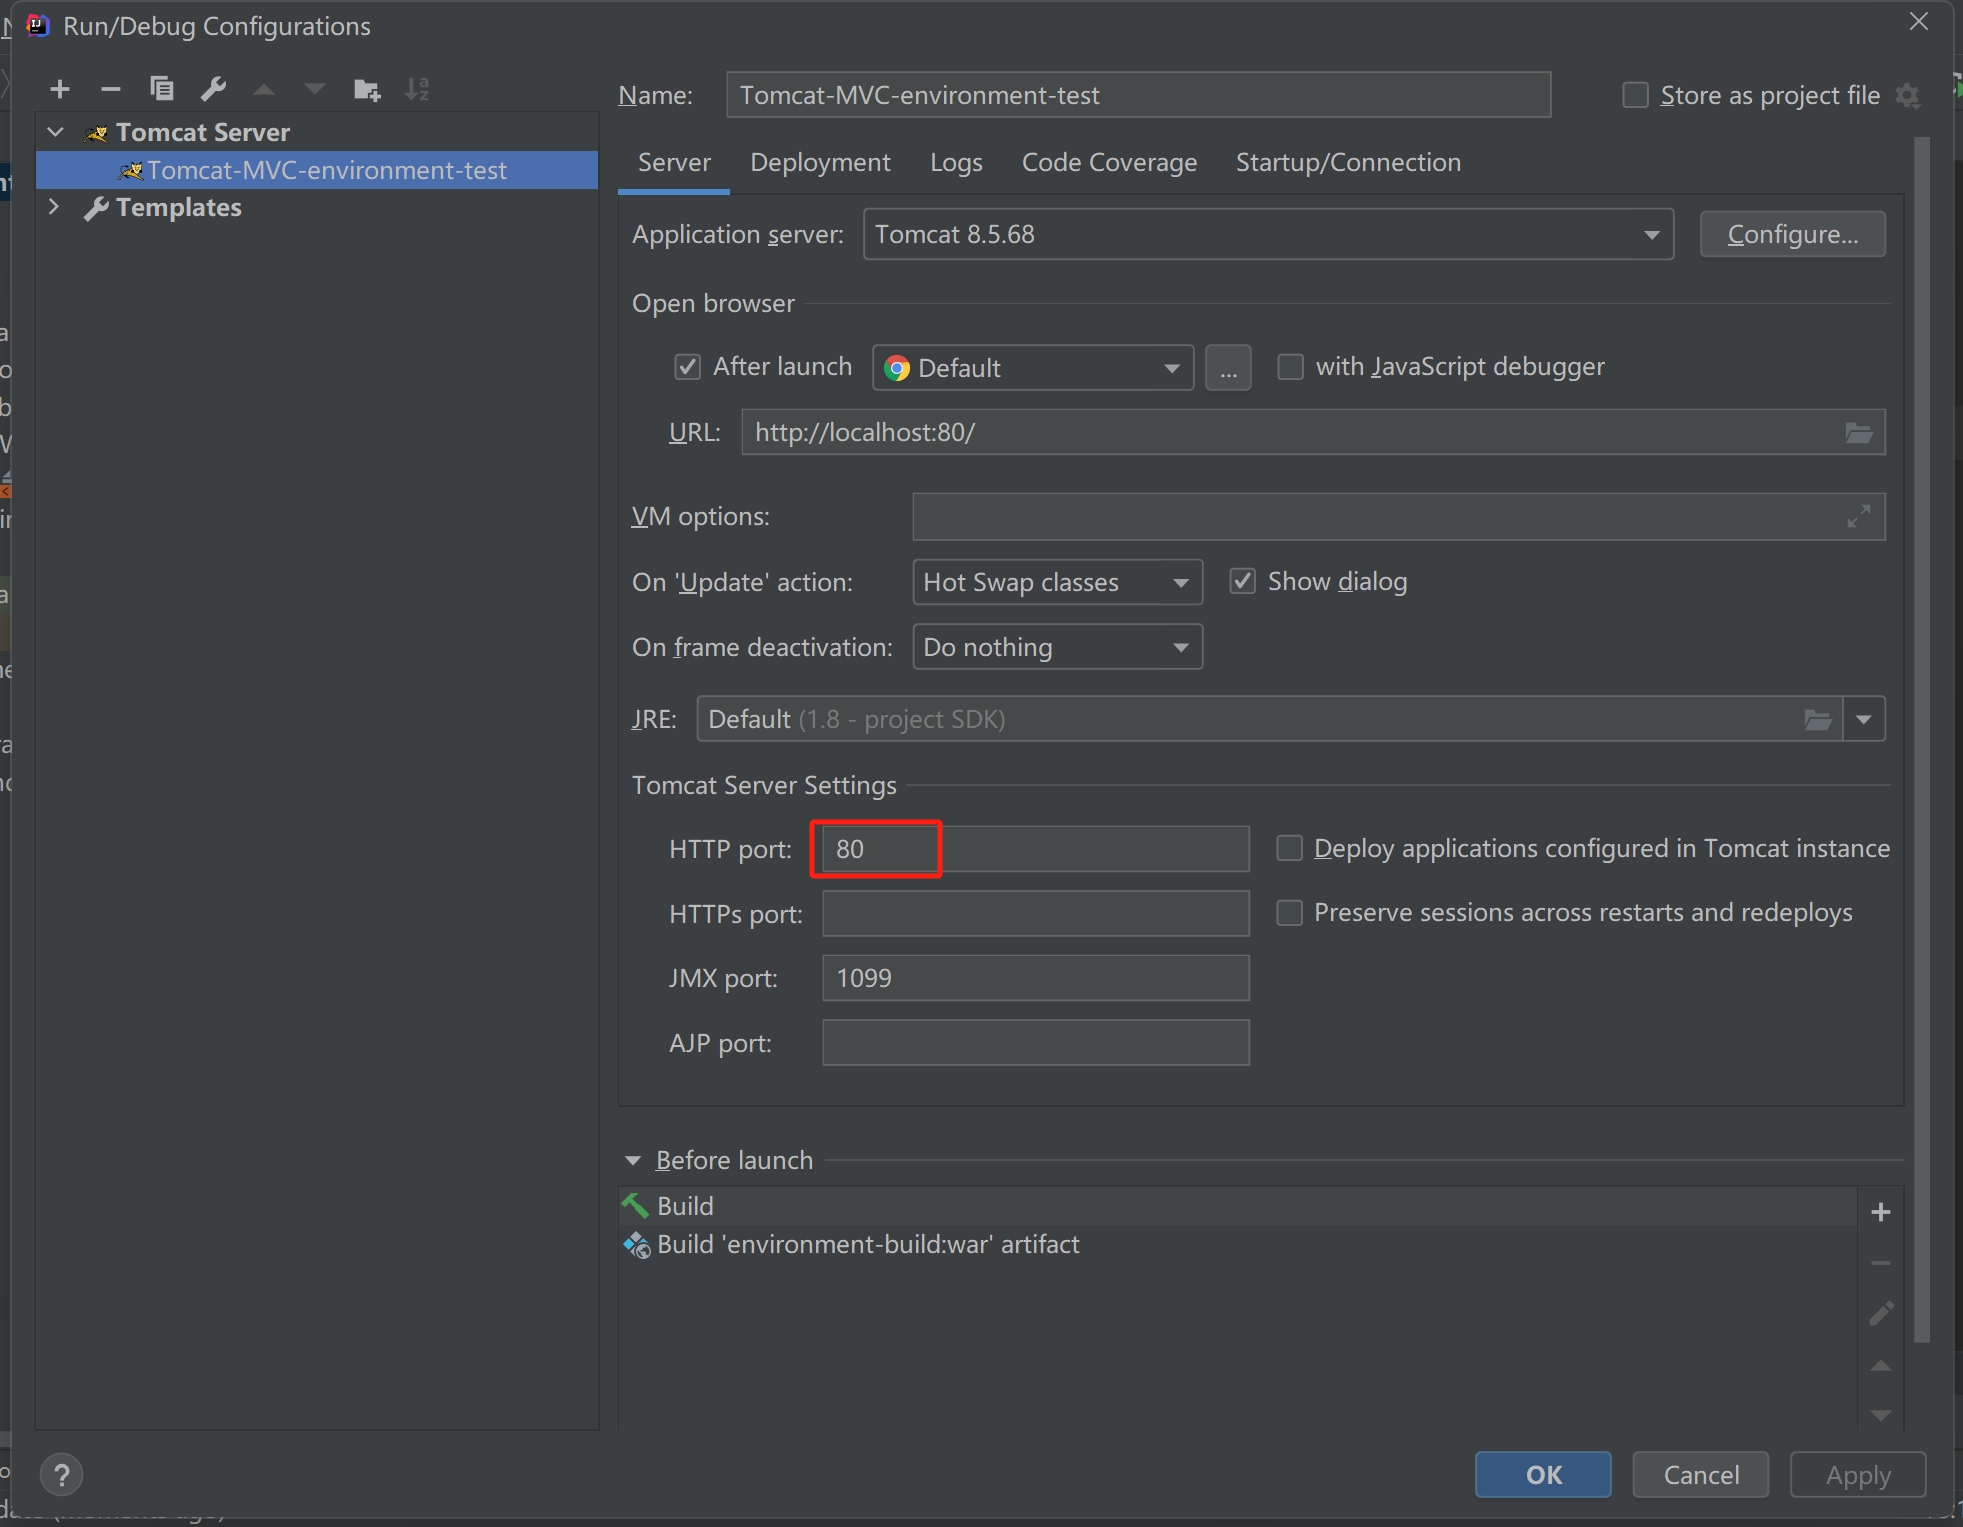 Run/Debug Configurations
Name: Tomcat-MVC-environment-test
Store as project file
Tomcat Server
Tomcat-MVC-environment-test
Templates
Server Deployment Logs Code Coverage Startup/Connection
Application server: Tomcat 8.5.68 Configure...
Open browser
After launch Default ... with JavaScript debugger
URL: http://localhost:80/
VM options:
On 'Update' action: Hot Swap classes Show dialog
On frame deactivation: Do nothing
JRE: Default (1.8 - project SDK)
Tomcat Server Settings
HTTP port: 80 Deploy applications configured in Tomcat instance
HTTPs port: Preserve sessions across restarts and redeploys
JMX port: 1099
AJP port:
Before launch
Build
Build 'environment-build:war' artifact
? OK Cancel Apply